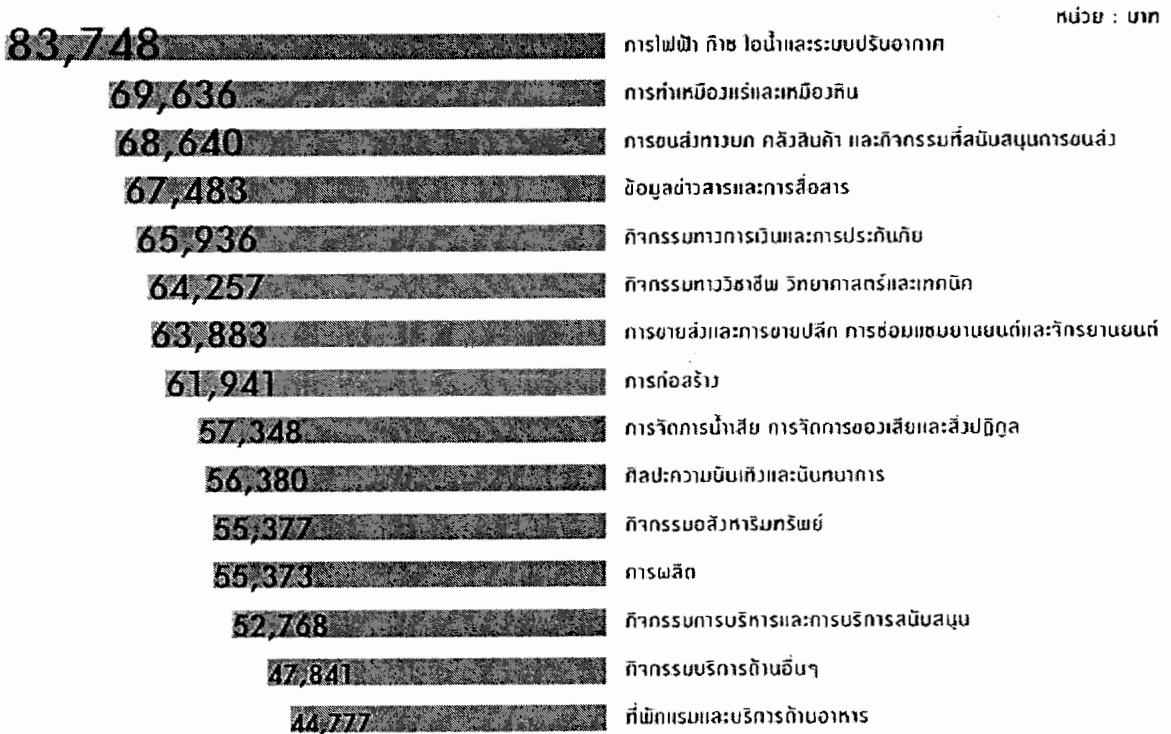 หน่วย : บาท
83,748 การไฟฟ้า ก๊าซ ไอน้ำและระบบปรับอากาศ
69,636 การทำเหมืองแร่และเหมืองหิน
68,640 การขนส่งทางบก คลังสินค้า และกิจกรรมที่สนับสนุนการขนส่ง
67,483 ข้อมูลข่าวสารและการสื่อสาร
65,936 กิจกรรมทางการเงินและการประกันภัย
64,257 กิจกรรมทางวิชาชีพ วิทยาศาสตร์และเทคนิค
63,883 การขายส่งและการขายปลีก การซ่อมแซมยานยนต์และจักรยานยนต์
61,941 การก่อสร้าง
57,348 การจัดการน้ำเสีย การจัดการของเสียและสิ่งปฏิกูล
56,380 ศิลปะความบันเทิงและนันทนาการ
55,377 กิจกรรมอสังหาริมทรัพย์
55,373 การผลิต
52,768 กิจกรรมการบริหารและการบริการสนับสนุน
47,841 กิจกรรมบริการด้านอื่นๆ
44,777 ที่พักแรมและบริการด้านอาหาร